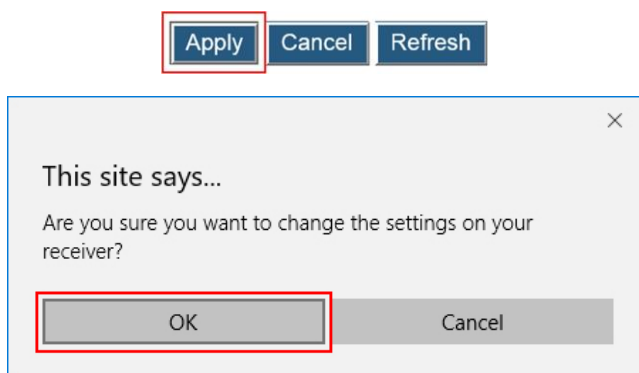 Apply Cancel Refresh
This site says...
Are you sure you want to change the settings on your
receiver?
OK Cancel